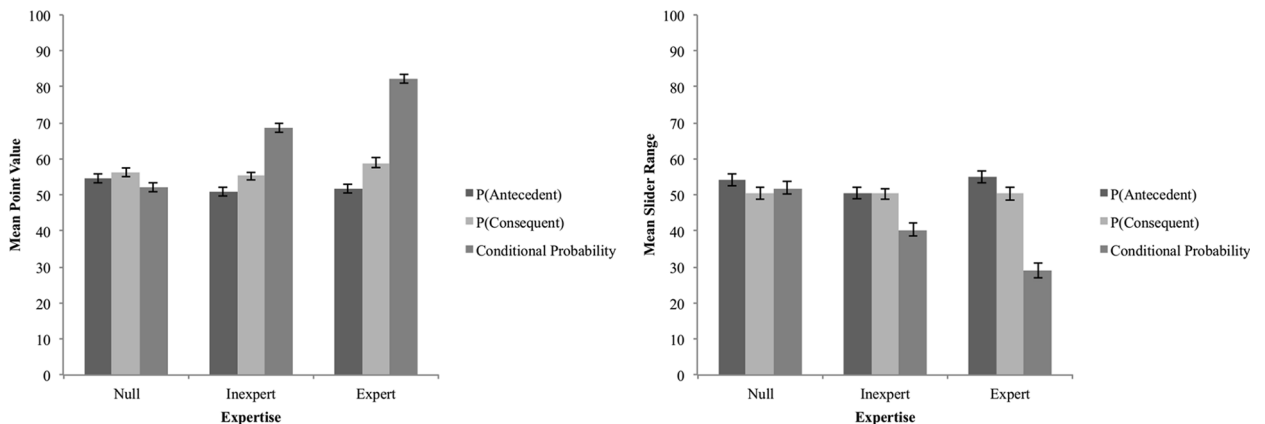 Mean Point Value
100
90
80
70
60
50
40
30
20
10
0
Null Inexpert Expert
Expertise
P(Antecedent)
P(Consequent)
Conditional Probability
Mean Slider Range
100
90
80
70
60
50
40
30
20
10
0
Null Inexpert Expert
Expertise
P(Antecedent)
P(Consequent)
Conditional Probability